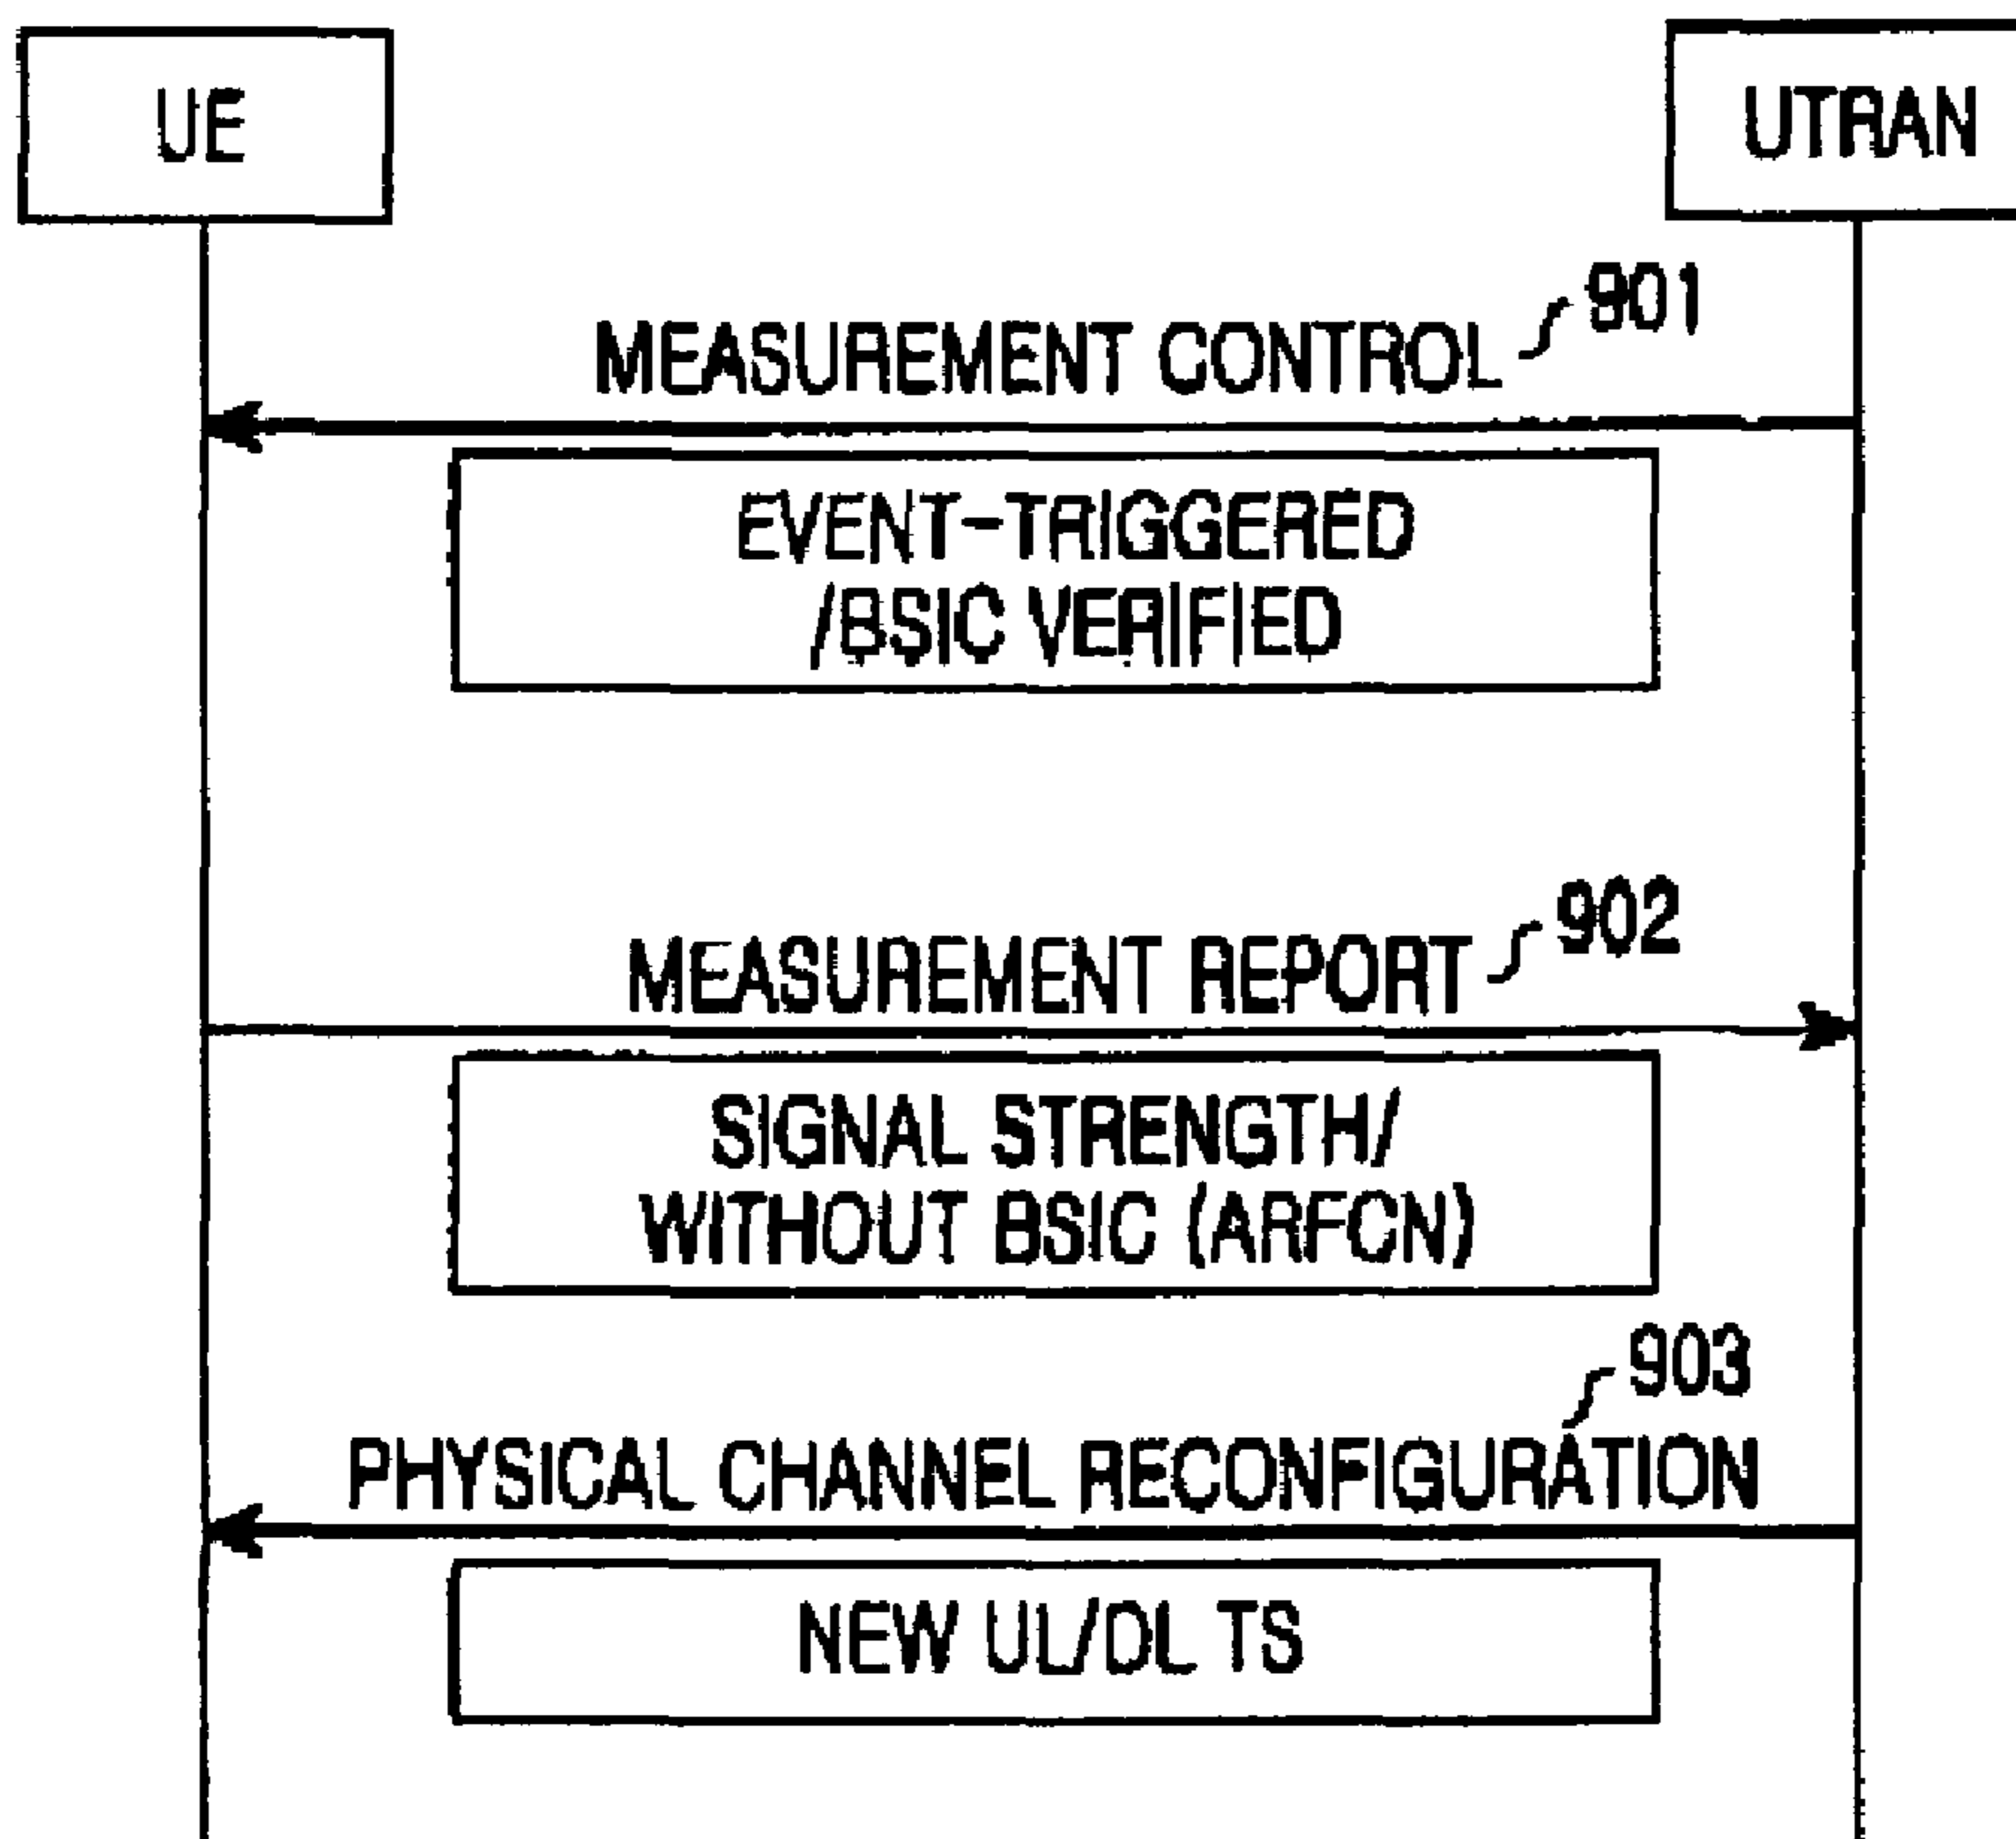 UE
UTRAN
901
MEASUREMENT CONTROL
EVENT-TRIGGERED
/BSIC VERIFIED
902
MEASUREMENT REPORT
SIGNAL STRENGTH/
WITHOUT BSIC (ARFCN)
903
PHYSICAL CHANNEL RECONFIGURATION
NEW UL/DL TS